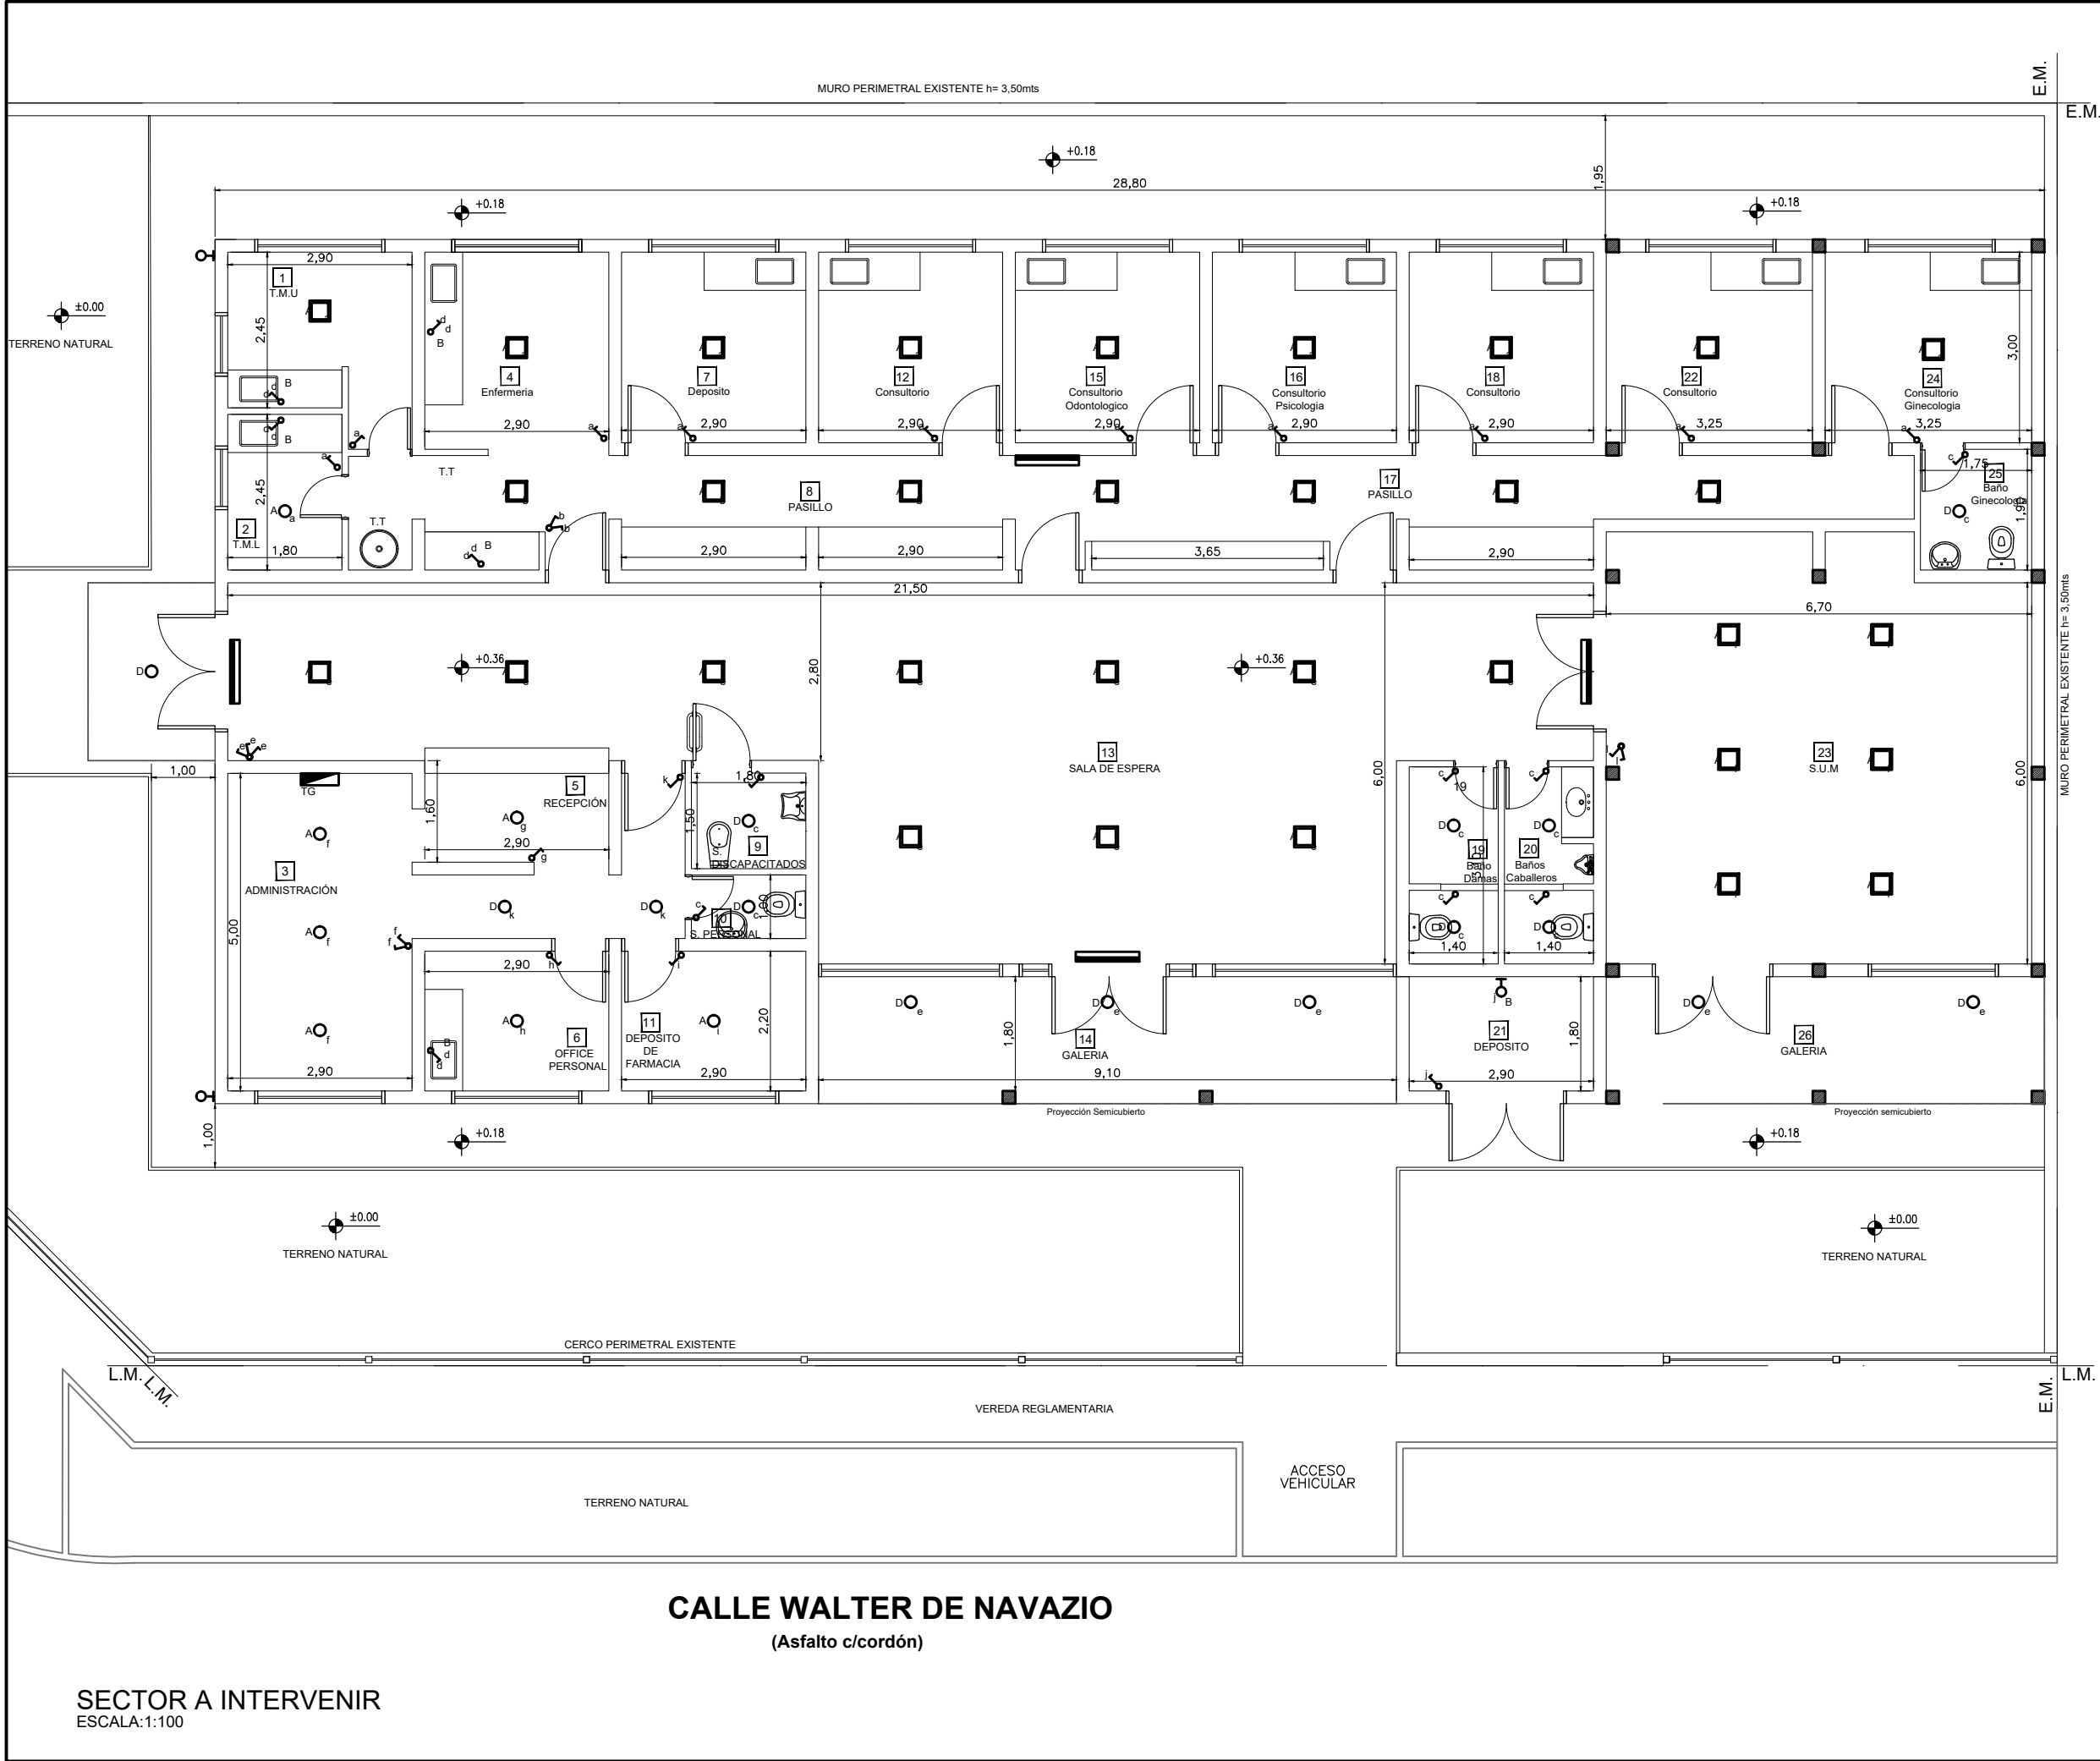 MURO PERIMETRAL EXISTENTE h= 3,50mts
E.M.
E.M.
+0.18
28,80
1,95
+0.18
+0.18
±0.00
TERRENO NATURAL
2,90
1
T.M.U
2,45
d
B
d
B
a
a
2,45
A
a
2
T.M.L
1,80
T.T
T.T
d
d
B
4
Enfermeria
2,90
a
7
Deposito
2,90
a
12
Consultorio
2,90
a
15
Consultorio
Odontologico
2,90
a
16
Consultorio
Psicologia
2,90
a
18
Consultorio
2,90
a
22
Consultorio
3,25
a
24
Consultorio
Ginecologia
3,25
a
3,00
8
PASILLO
17
PASILLO
c
1,75
25
Baño
Ginecologia
D
c
1,90
b
b
d
d
B
2,90
2,90
3,65
2,90
21,50
6,70
D
+0.36
2,80
+0.36
MURO PERIMETRAL EXISTENTE h= 3,50mts
e
e
e
1,00
TG
5
RECEPCIÓN
1,60
A
g
2,90
g
k
1,80
1,50
D
c
S.
9
DISCAPACITADOS
13
SALA DE ESPERA
6,00
c
c
19
D
c
D
c
19
Baño
Damas
3,10
20
Baños
Caballeros
23
S.U.M
6,00
A
f
3
ADMINISTRACIÓN
5,00
A
f
f
f
A
f
2,90
D
k
D
k
c
10
S. PERSONAL
D
c
1,00
c
c
D
D
c
1,40
1,40
2,90
h
i
A
h
6
OFFICE
PERSONAL
B
d
d
11
DEPOSITO
DE
FARMACIA
A
i
2,20
2,90
D
e
D
e
D
e
1,80
14
GALERIA
9,10
j
B
21
DEPOSITO
1,80
j
2,90
D
e
D
e
26
GALERIA
Proyección Semicubierto
Proyección semicubierto
1,00
+0.18
+0.18
±0.00
TERRENO NATURAL
±0.00
TERRENO NATURAL
CERCO PERIMETRAL EXISTENTE
L.M.
L.M.
L.M.
E.M.
VEREDA REGLAMENTARIA
ACCESO
VEHICULAR
TERRENO NATURAL
CALLE WALTER DE NAVAZIO
(Asfalto c/cordón)
SECTOR A INTERVENIR
ESCALA:1:100